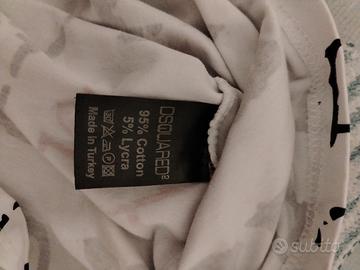 DSQUARED2
95% Cotton
5% Lycra
Made in Turkey
subito